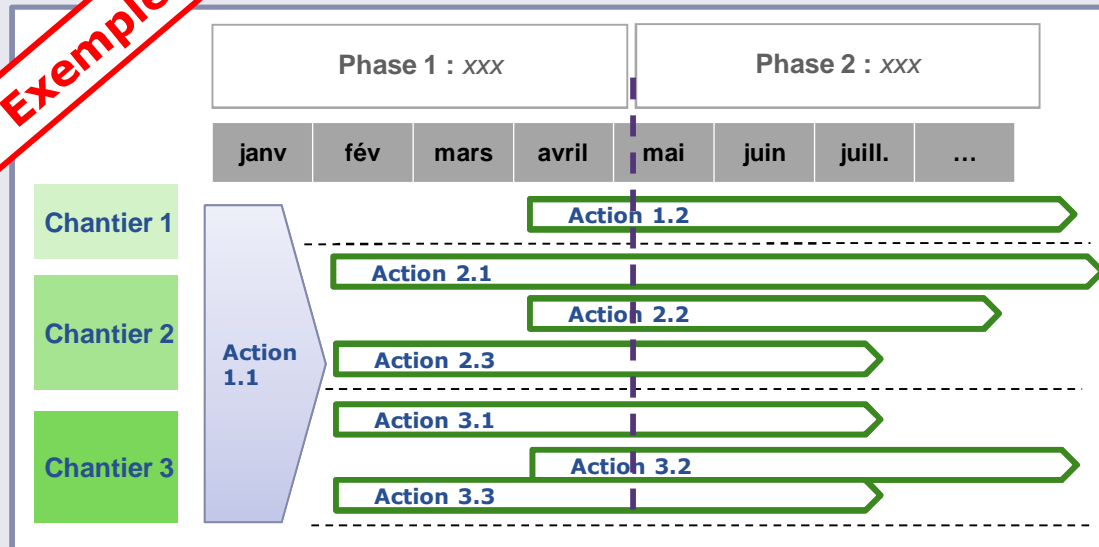 Exemple
Phase 1 : xxx
Phase 2 : xxx
janv
fév
mars
avril
mai
juin
juill.
...
Chantier 1
Action 1.2
Action 2.1
Chantier 2
Action 2.2
Action
1.1
Action 2.3
Action 3.1
Chantier 3
Action 3.2
Action 3.3